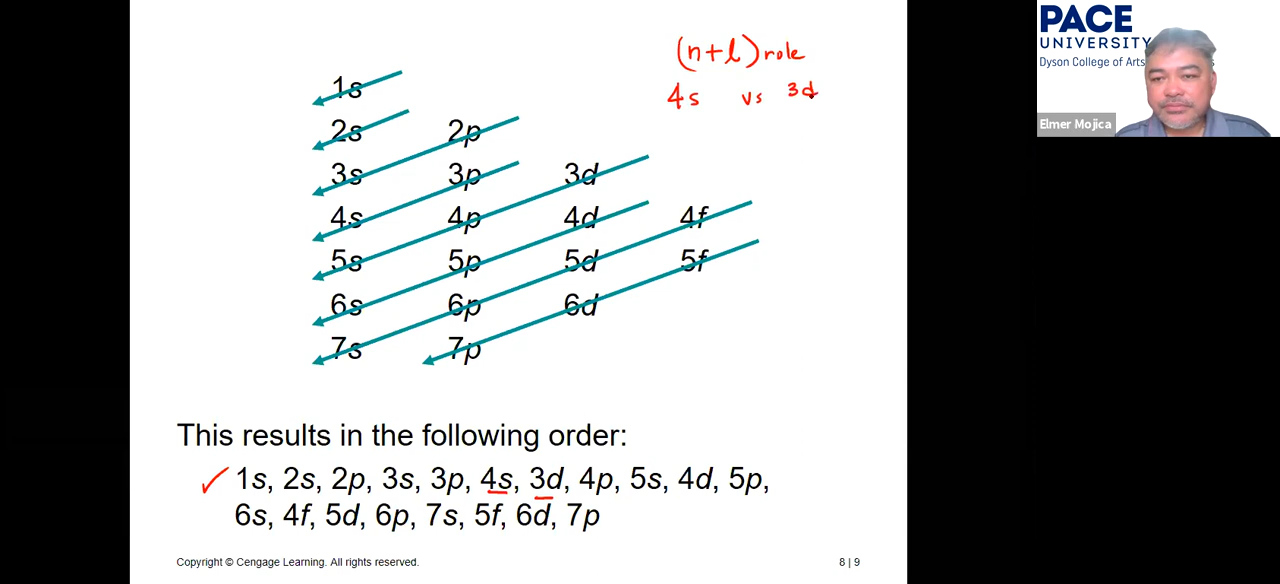 PACE
UNIVERSITY
Dyson College of Arts
Elmer Mojica
(n+l) role
4s vs 3d
1s
2s 2p
3s 3p 3d
4s 4p 4d 4f
5s 5p 5d 5f
6s 6p 6d
7s 7p
This results in the following order:
1s, 2s, 2p, 3s, 3p, 4s, 3d, 4p, 5s, 4d, 5p,
6s, 4f, 5d, 6p, 7s, 5f, 6d, 7p
Copyright © Cengage Learning. All rights reserved. 8 | 9